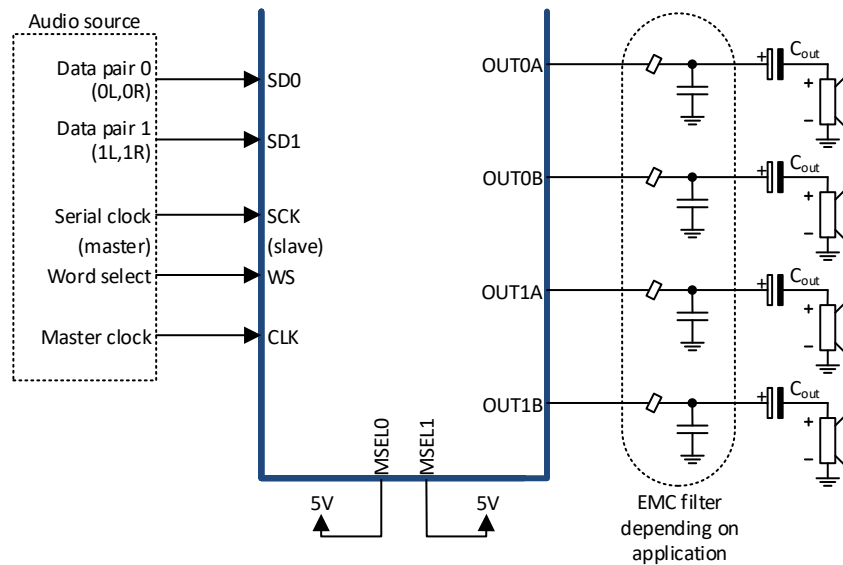 Audio source
Data pair 0
(0L,0R)
Data pair 1
(1L,1R)
Serial clock
(master)
Word select
Master clock
SD0
SD1
SCK
(slave)
WS
CLK
MSEL0
MSEL1
5V
5V
OUT0A
OUT0B
OUT1A
OUT1B
+
Cout
+
−
+
Cout
+
−
+
Cout
+
−
+
Cout
+
−
EMC filter
depending on
application